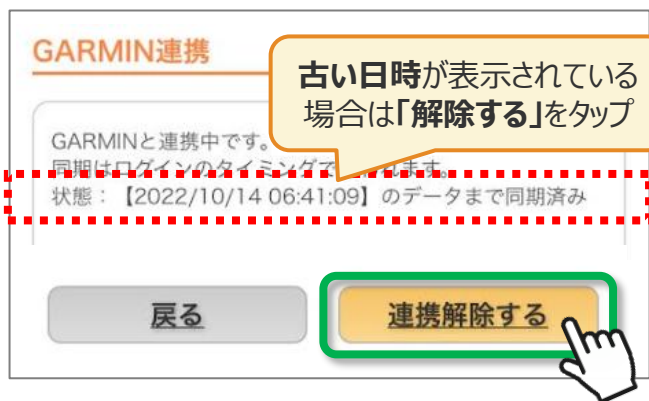 GARMIN連携
古い日時が表示されている
場合は「解除する」をタップ
GARMINと連携中です。
同期はログインのタイミングで
れます。
状態：【2022/10/14 06:41:09】のデータまで同期済み
戻る
連携解除する